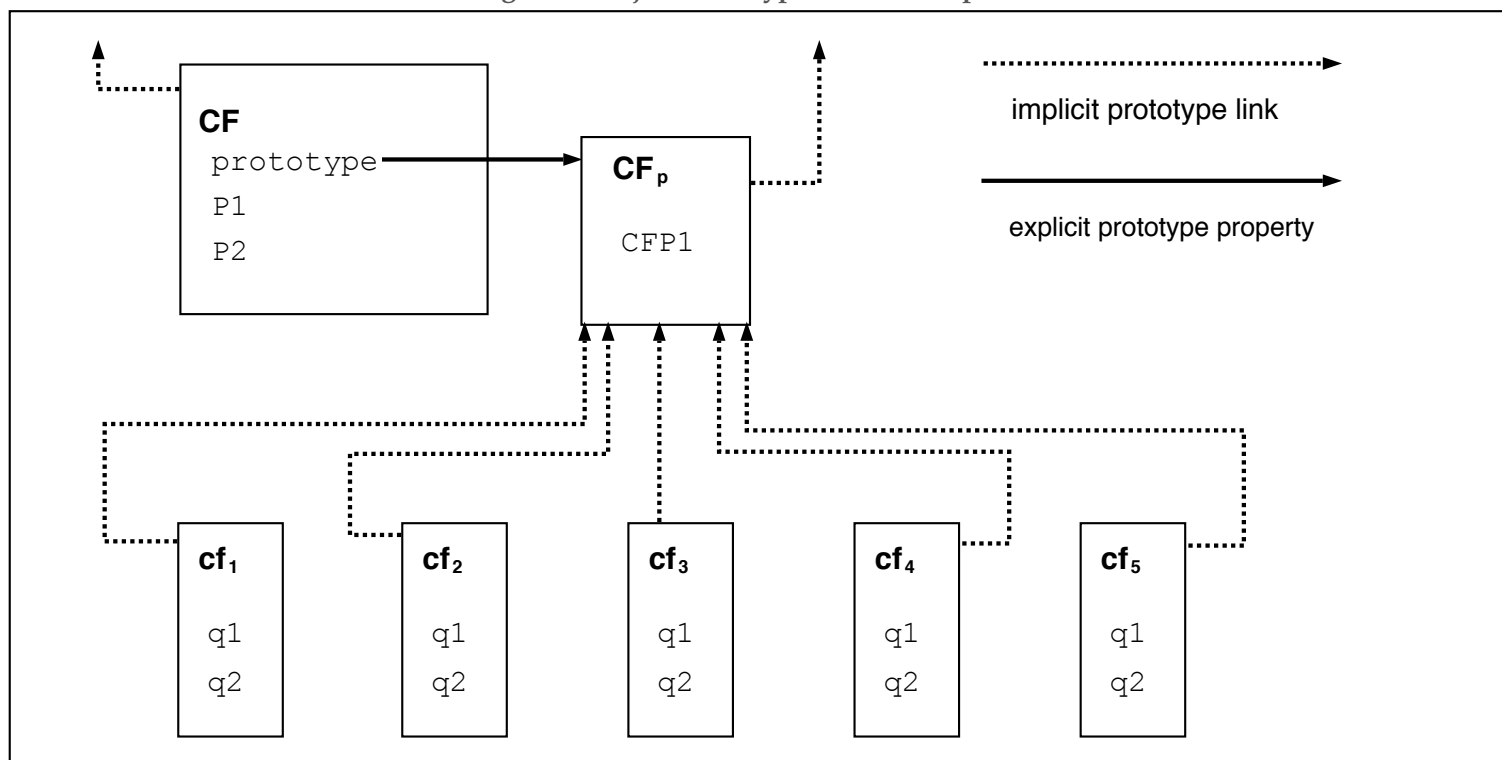 CF
prototype
P1
P2
CFp
CFP1
implicit prototype link
explicit prototype property
cf1
q1
q2
cf2
q1
q2
cf3
q1
q2
cf4
q1
q2
cf5
q1
q2